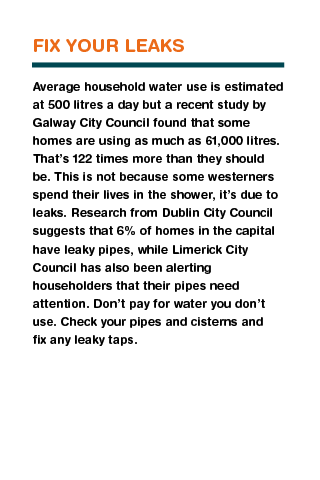 FIX YOUR LEAKS
Average household water use is estimated
at 500 litres a day but a recent study by
Galway City Council found that some
homes are using as much as 61,000 litres.
That's 122 times more than they should
be. This is not because some westerners
spend their lives in the shower, it's due to
leaks. Research from Dublin City Council
suggests that 6% of homes in the capital
have leaky pipes, while Limerick City
Council has also been alerting
householders that their pipes need
attention. Don't pay for water you don't
use. Check your pipes and cisterns and
fix any leaky taps.